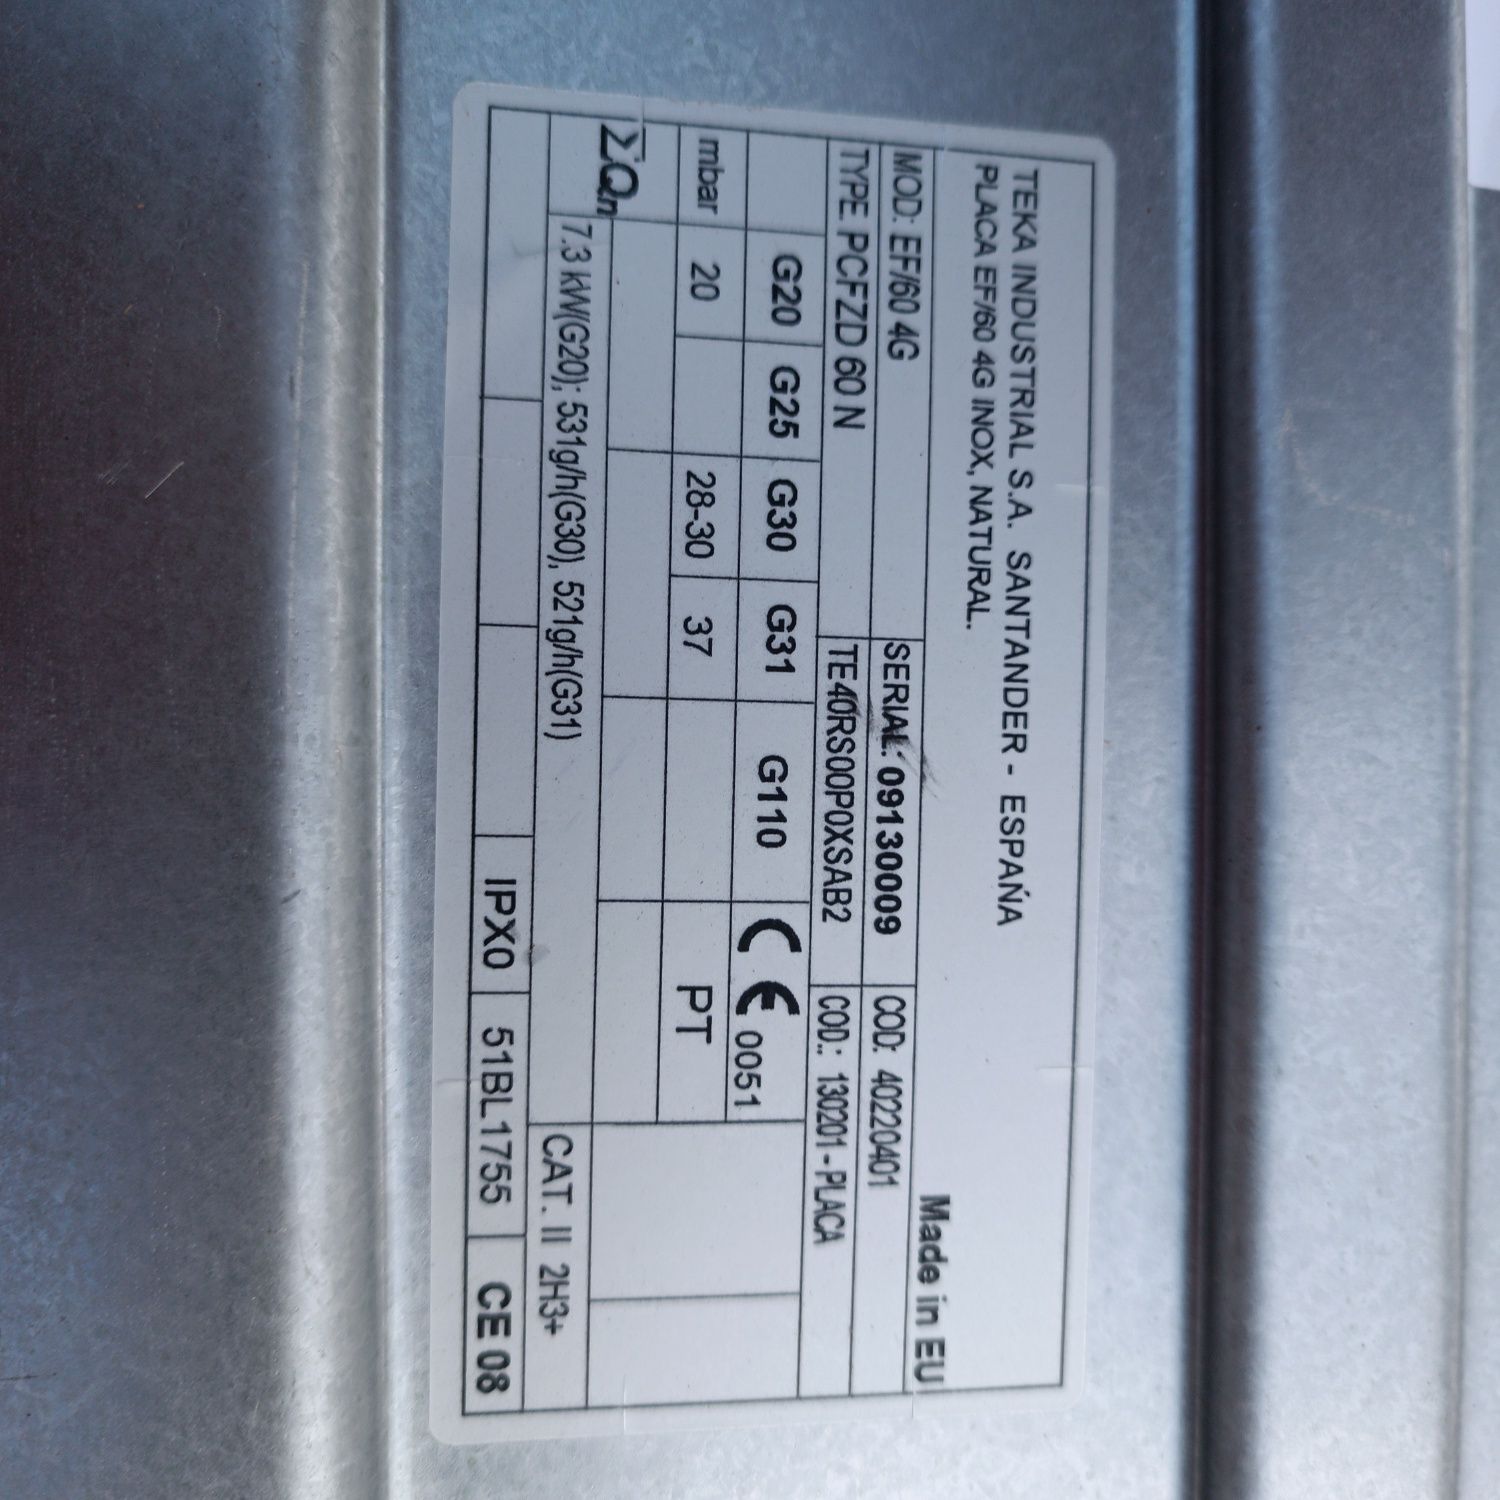 TEKA INDUSTRIAL S.A. SANTANDER - ESPAŃA
PLACA EF/60 4G INOX, NATURAL.
Made in EU
MOD: EF/60 4G SERIAL: 09130009 COD: 40220401
TYPE PCFZD 60 N TE40RS00P0XSAB2 COD.: 130201 - PLACA
G20 G25 G30 G31 G110 CE 0051
mbar 20 28-30 37 PT
ΣQn 7.3 kW(G20); 531g/h(G30), 521g/h(G31) CAT. II 2H3+
IPX0 51BL1755 CE 08